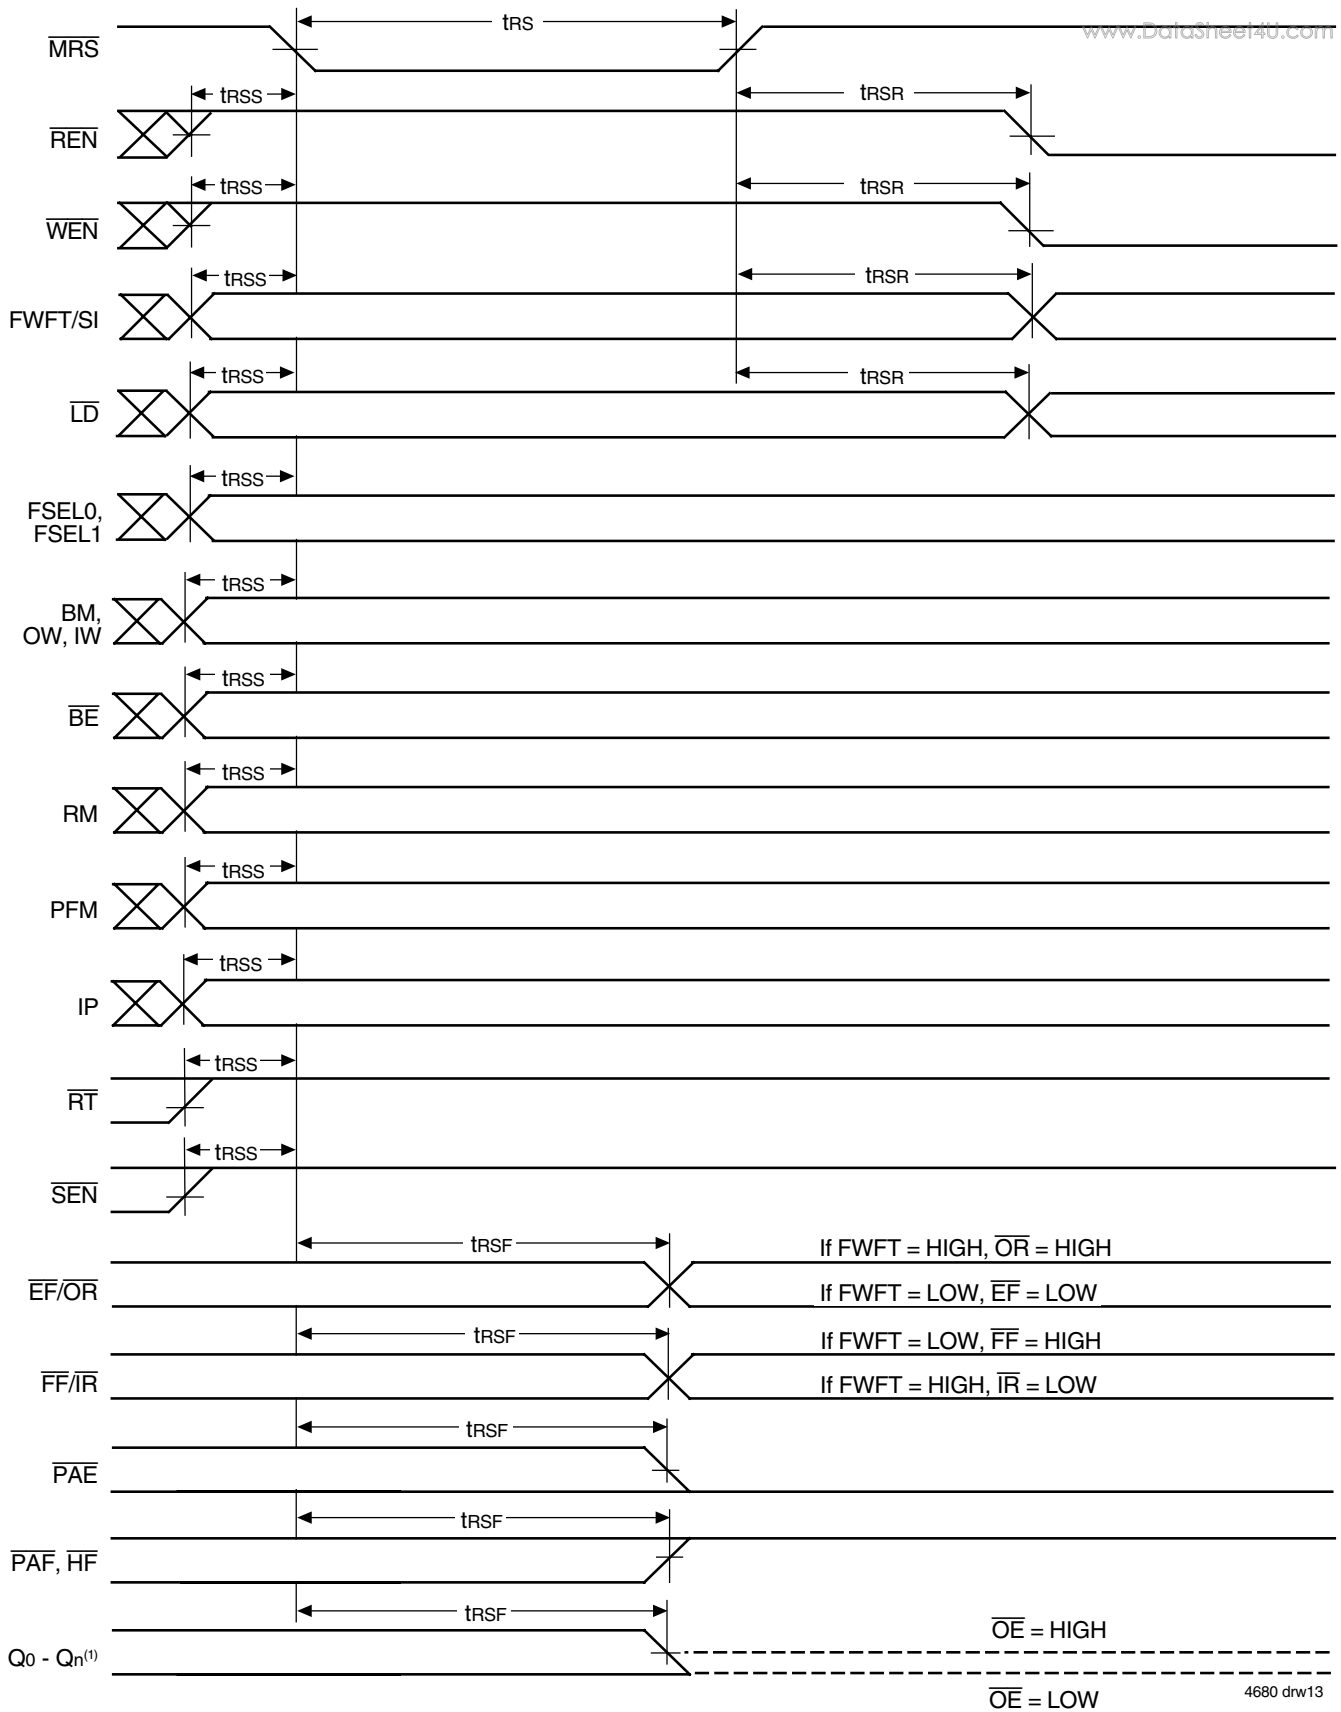 tRS
www.DataSheet4U.com
MRS
tRSS
tRSR
REN
tRSS
tRSR
WEN
tRSS
tRSR
FWFT/SI
tRSS
tRSR
LD
tRSS
FSEL0,
FSEL1
tRSS
BM,
OW, IW
tRSS
BE
tRSS
RM
tRSS
PFM
tRSS
IP
tRSS
RT
tRSS
SEN
tRSF
If FWFT = HIGH, OR = HIGH
EF/OR
If FWFT = LOW, EF = LOW
tRSF
If FWFT = LOW, FF = HIGH
FF/IR
If FWFT = HIGH, IR = LOW
tRSF
PAE
tRSF
PAF, HF
tRSF
OE = HIGH
Q0 - Qn(1)
OE = LOW
4680 drw13